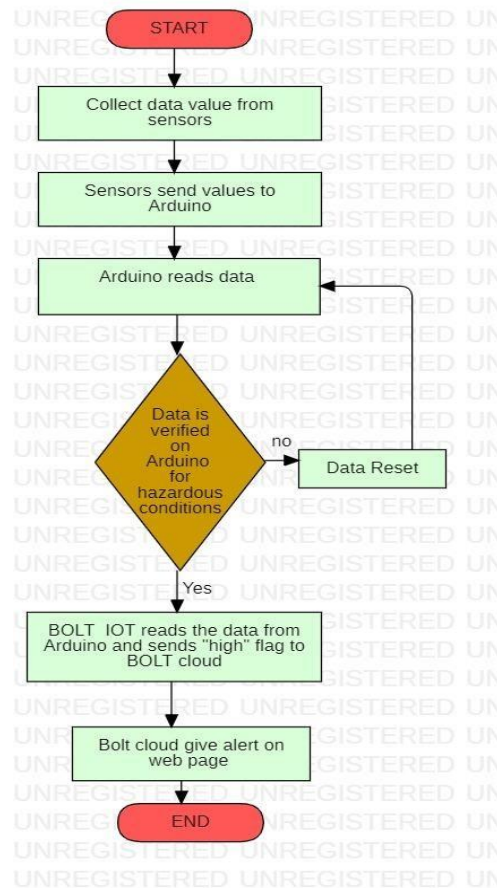 START
Collect data value from
sensors
Sensors send values to
Arduino
Arduino reads data
Data is
verified
on
Arduino
for
hazardous
conditions
no
Data Reset
Yes
BOLT IOT reads the data from
Arduino and sends "high" flag to
BOLT cloud
Bolt cloud give alert on
web page
END
UNREGISTERED